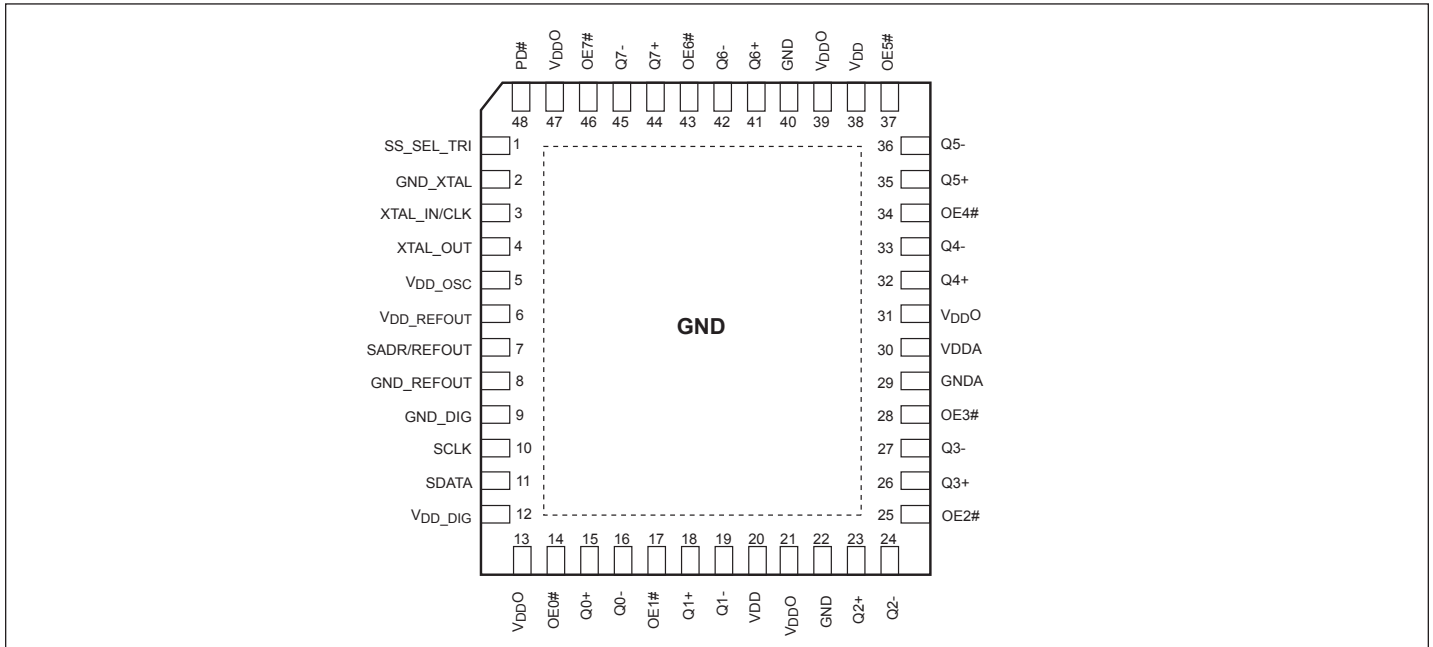 PD#
VDDO
OE7#
Q7-
Q7+
OE6#
Q6-
Q6+
GND
VDDO
VDD
OE5#
48 47 46 45 44 43 42 41 40 39 38 37
SS_SEL_TRI 1
GND_XTAL 2
XTAL_IN/CLK 3
XTAL_OUT 4
VDD_OSC 5
VDD_REFOUT 6
SADR/REFOUT 7
GND_REFOUT 8
GND_DIG 9
SCLK 10
SDATA 11
VDD_DIG 12
GND
36 Q5-
35 Q5+
34 OE4#
33 Q4-
32 Q4+
31 VDDO
30 VDDA
29 GNDA
28 OE3#
27 Q3-
26 Q3+
25 OE2#
13 14 15 16 17 18 19 20 21 22 23 24
VDDO
OE0#
Q0+
Q0-
OE1#
Q1+
Q1-
VDD
VDDO
GND
Q2+
Q2-